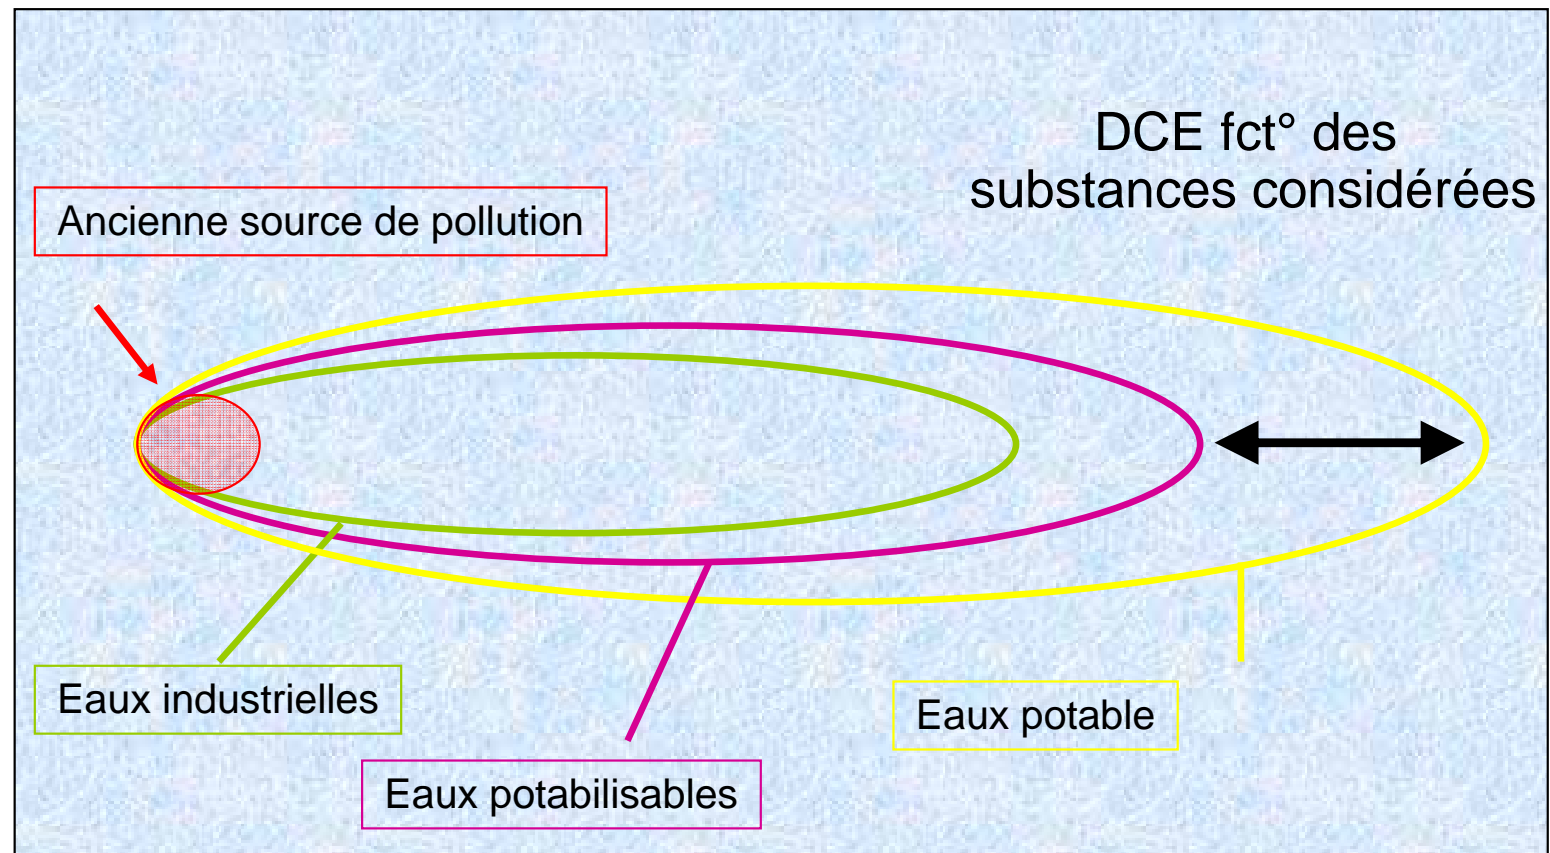 DCE fct° des
substances considérées
Ancienne source de pollution
Eaux industrielles
Eaux potable
Eaux potabilisables